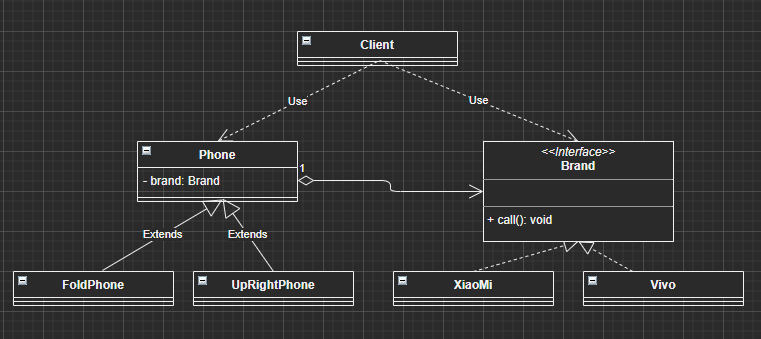 Client
Use
Use
Phone
- brand: Brand
1
<<Interface>>
Brand
+ call(): void
Extends
Extends
FoldPhone
UpRightPhone
XiaoMi
Vivo